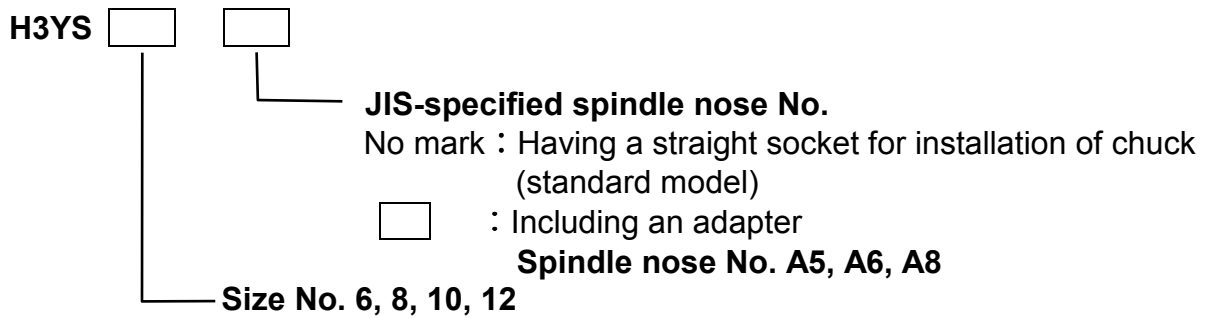 H3YS
JIS-specified spindle nose No.
No mark：Having a straight socket for installation of chuck
(standard model)
：Including an adapter
Spindle nose No. A5, A6, A8
Size No. 6, 8, 10, 12